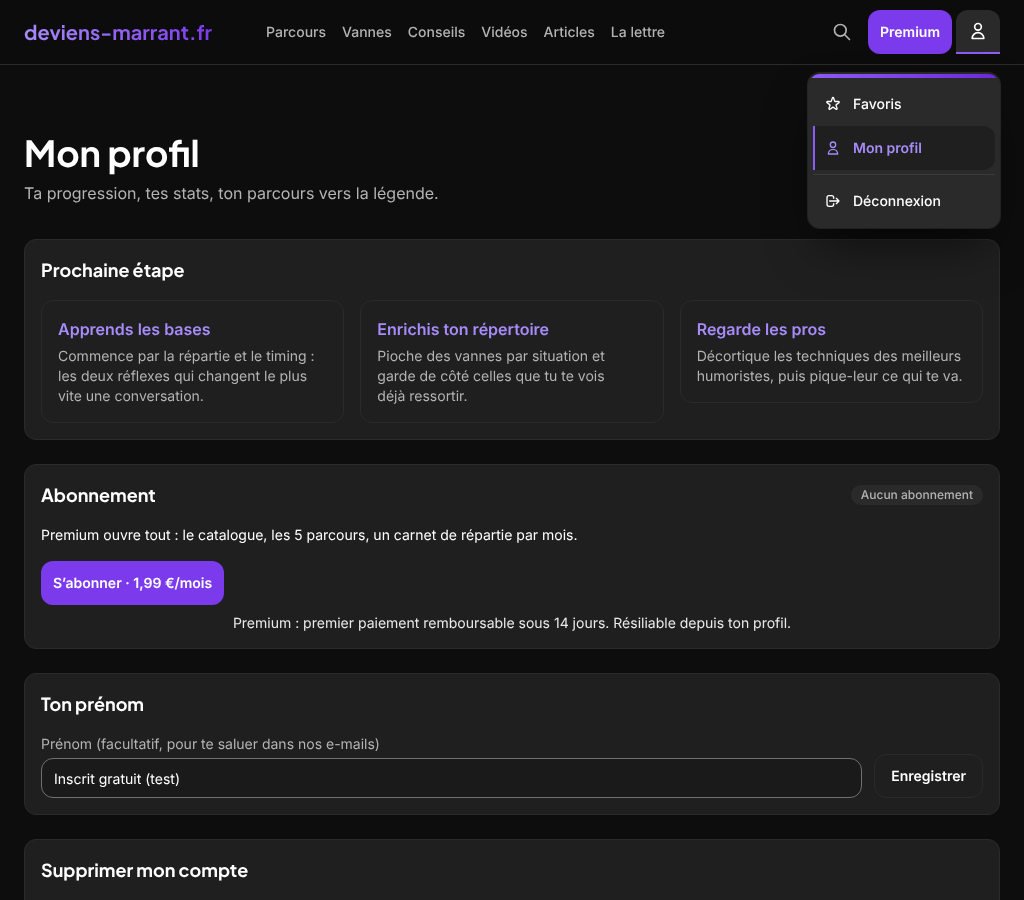 deviens-marrant.fr
Parcours
Vannes
Conseils
Vidéos
Articles
La lettre
Premium
Favoris
Mon profil
Déconnexion
Mon profil
Ta progression, tes stats, ton parcours vers la légende.
Prochaine étape
Apprends les bases
Commence par la répartie et le timing :
les deux réflexes qui changent le plus
vite une conversation.
Enrichis ton répertoire
Pioche des vannes par situation et
garde de côté celles que tu te vois
déjà ressortir.
Regarde les pros
Décortique les techniques des meilleurs
humoristes, puis pique-leur ce qui te va.
Abonnement
Aucun abonnement
Premium ouvre tout : le catalogue, les 5 parcours, un carnet de répartie par mois.
S'abonner · 1,99 €/mois
Premium : premier paiement remboursable sous 14 jours. Résiliable depuis ton profil.
Ton prénom
Prénom (facultatif, pour te saluer dans nos e-mails)
Inscrit gratuit (test)
Enregistrer
Supprimer mon compte